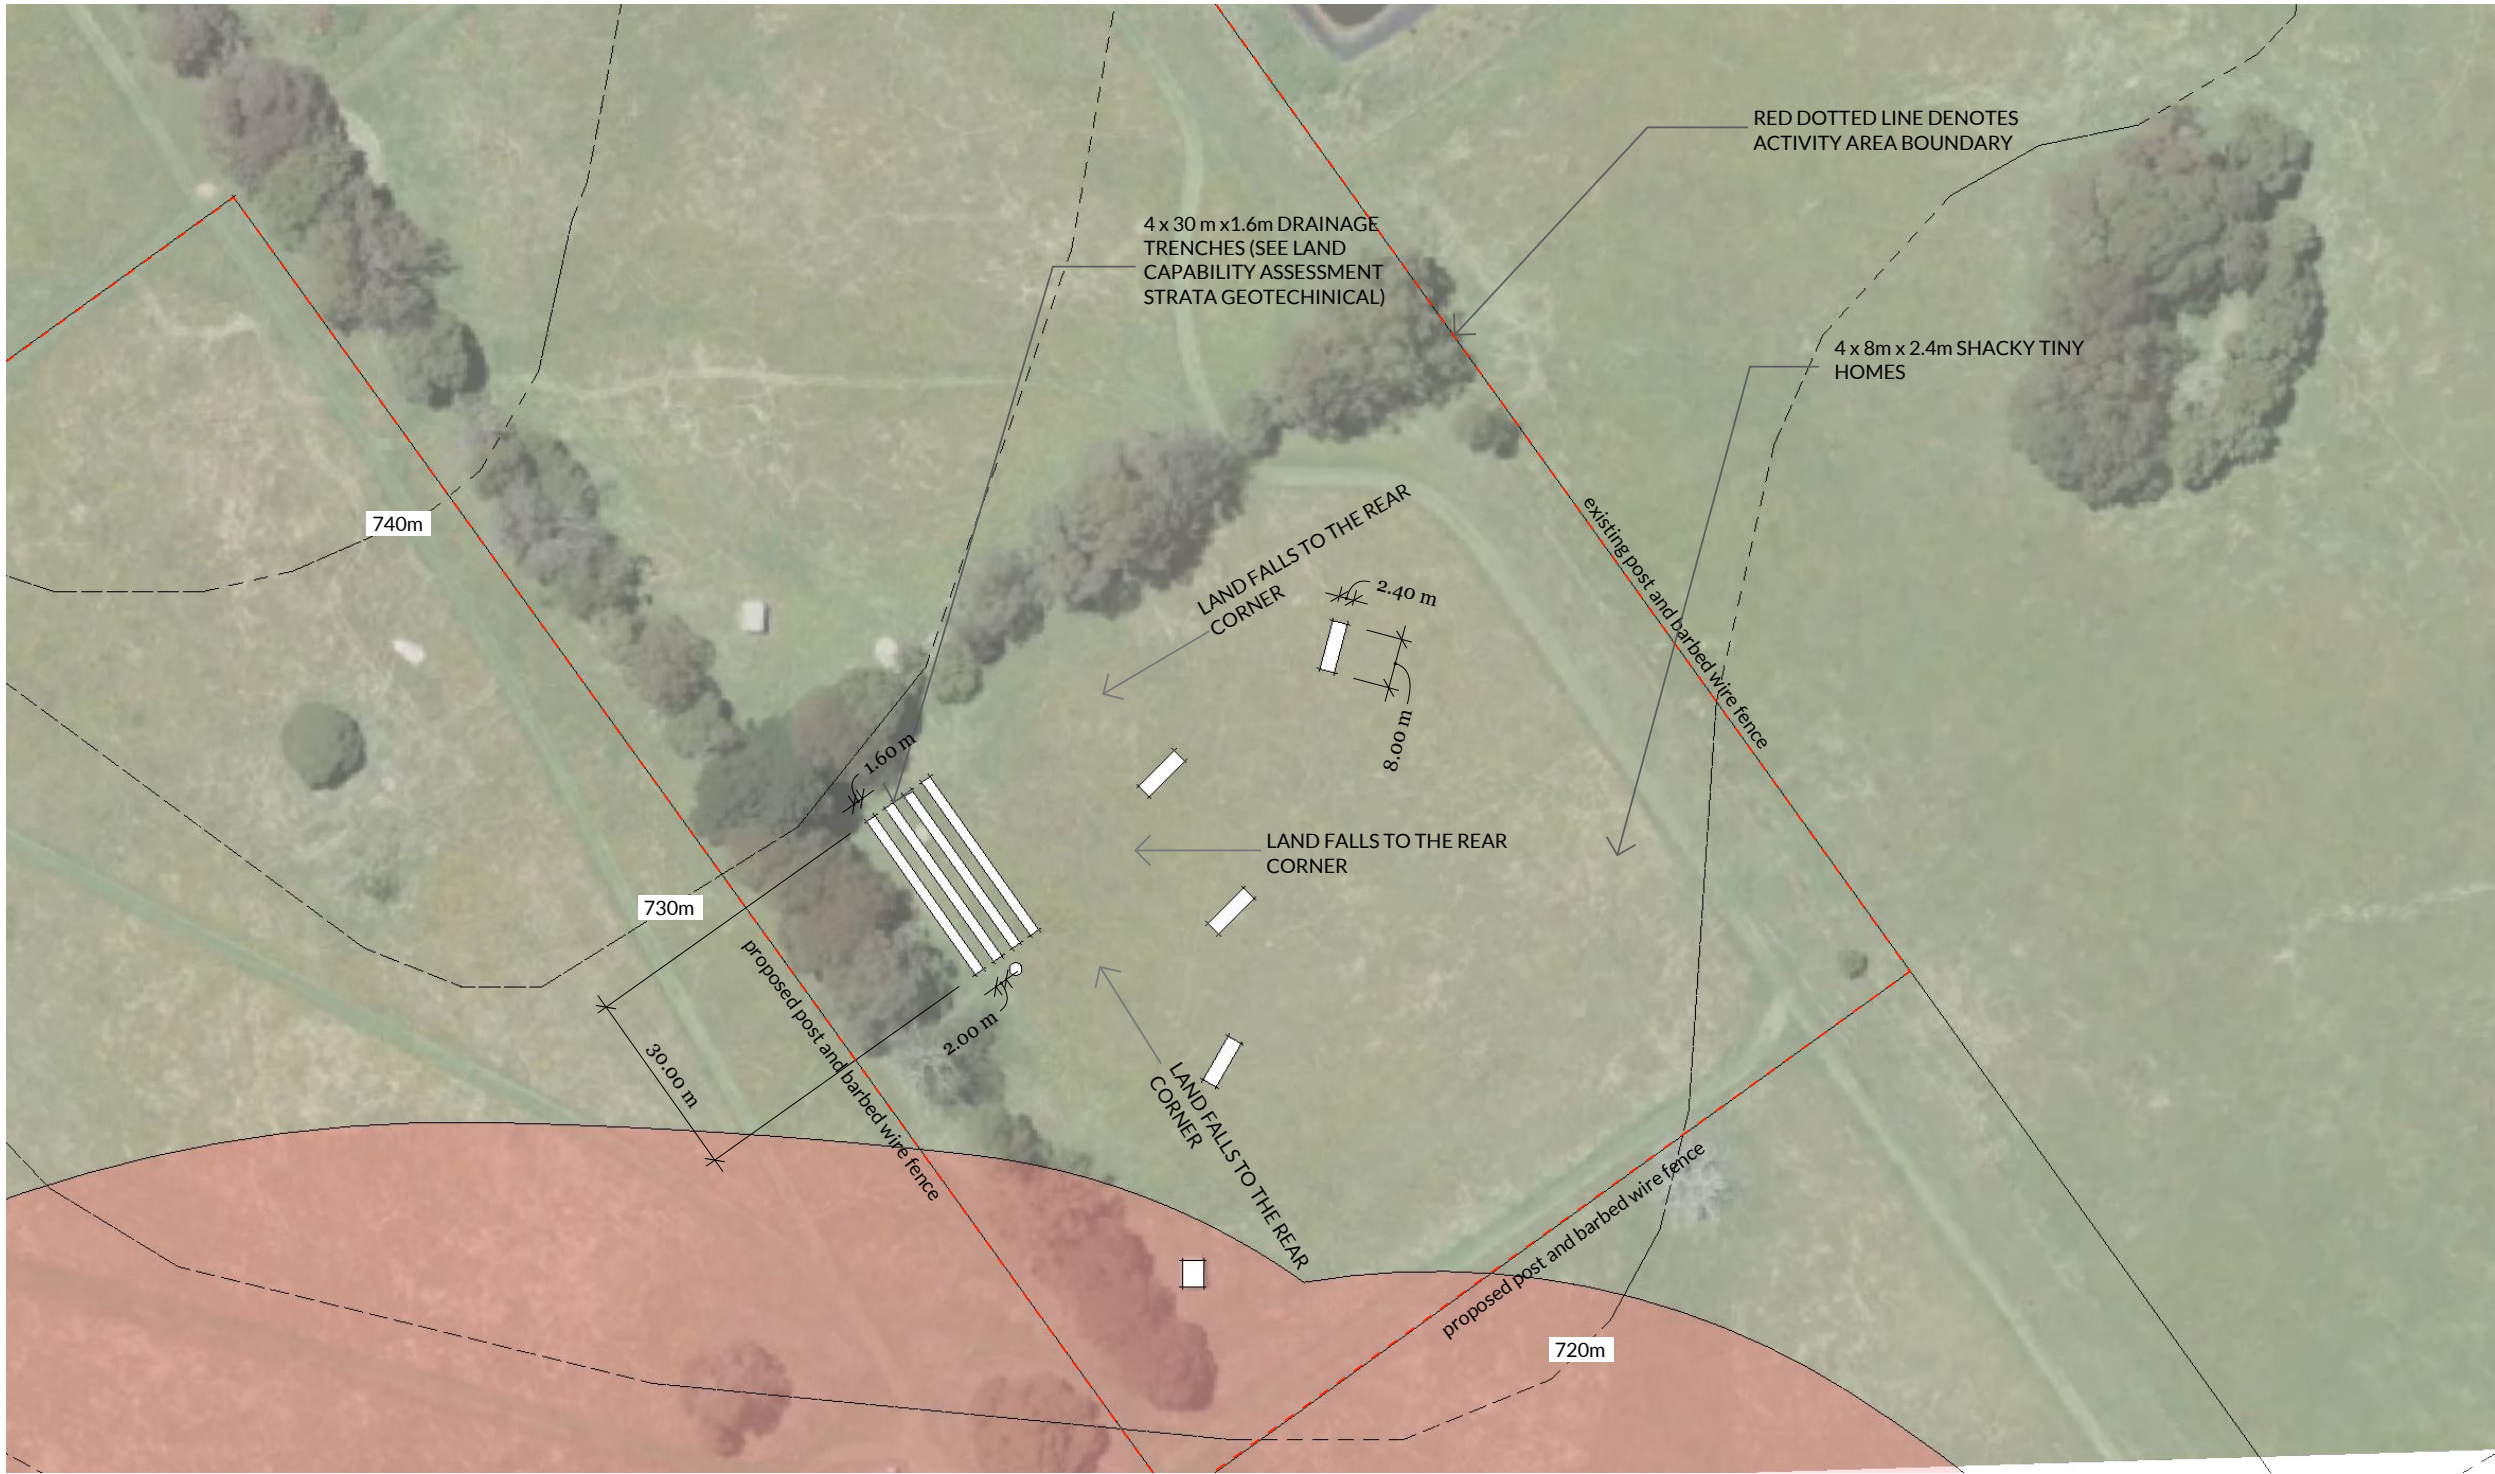 RED DOTTED LINE DENOTES
ACTIVITY AREA BOUNDARY
4 x 30 m x1.6m DRAINAGE
TRENCHES (SEE LAND
CAPABILITY ASSESSMENT
STRATA GEOTECHINICAL)
4 x 8m x 2.4m SHACKY TINY
HOMES
existing post and barbed wire fence
LAND FALLS TO THE REAR
CORNER
740m
2.40 m
8.00 m
1.60 m
LAND FALLS TO THE REAR
CORNER
730m
proposed post and barbed wire fence
2.00 m
30.00 m
LAND FALLS TO THE REAR
CORNER
proposed post and barbed wire fence
720m